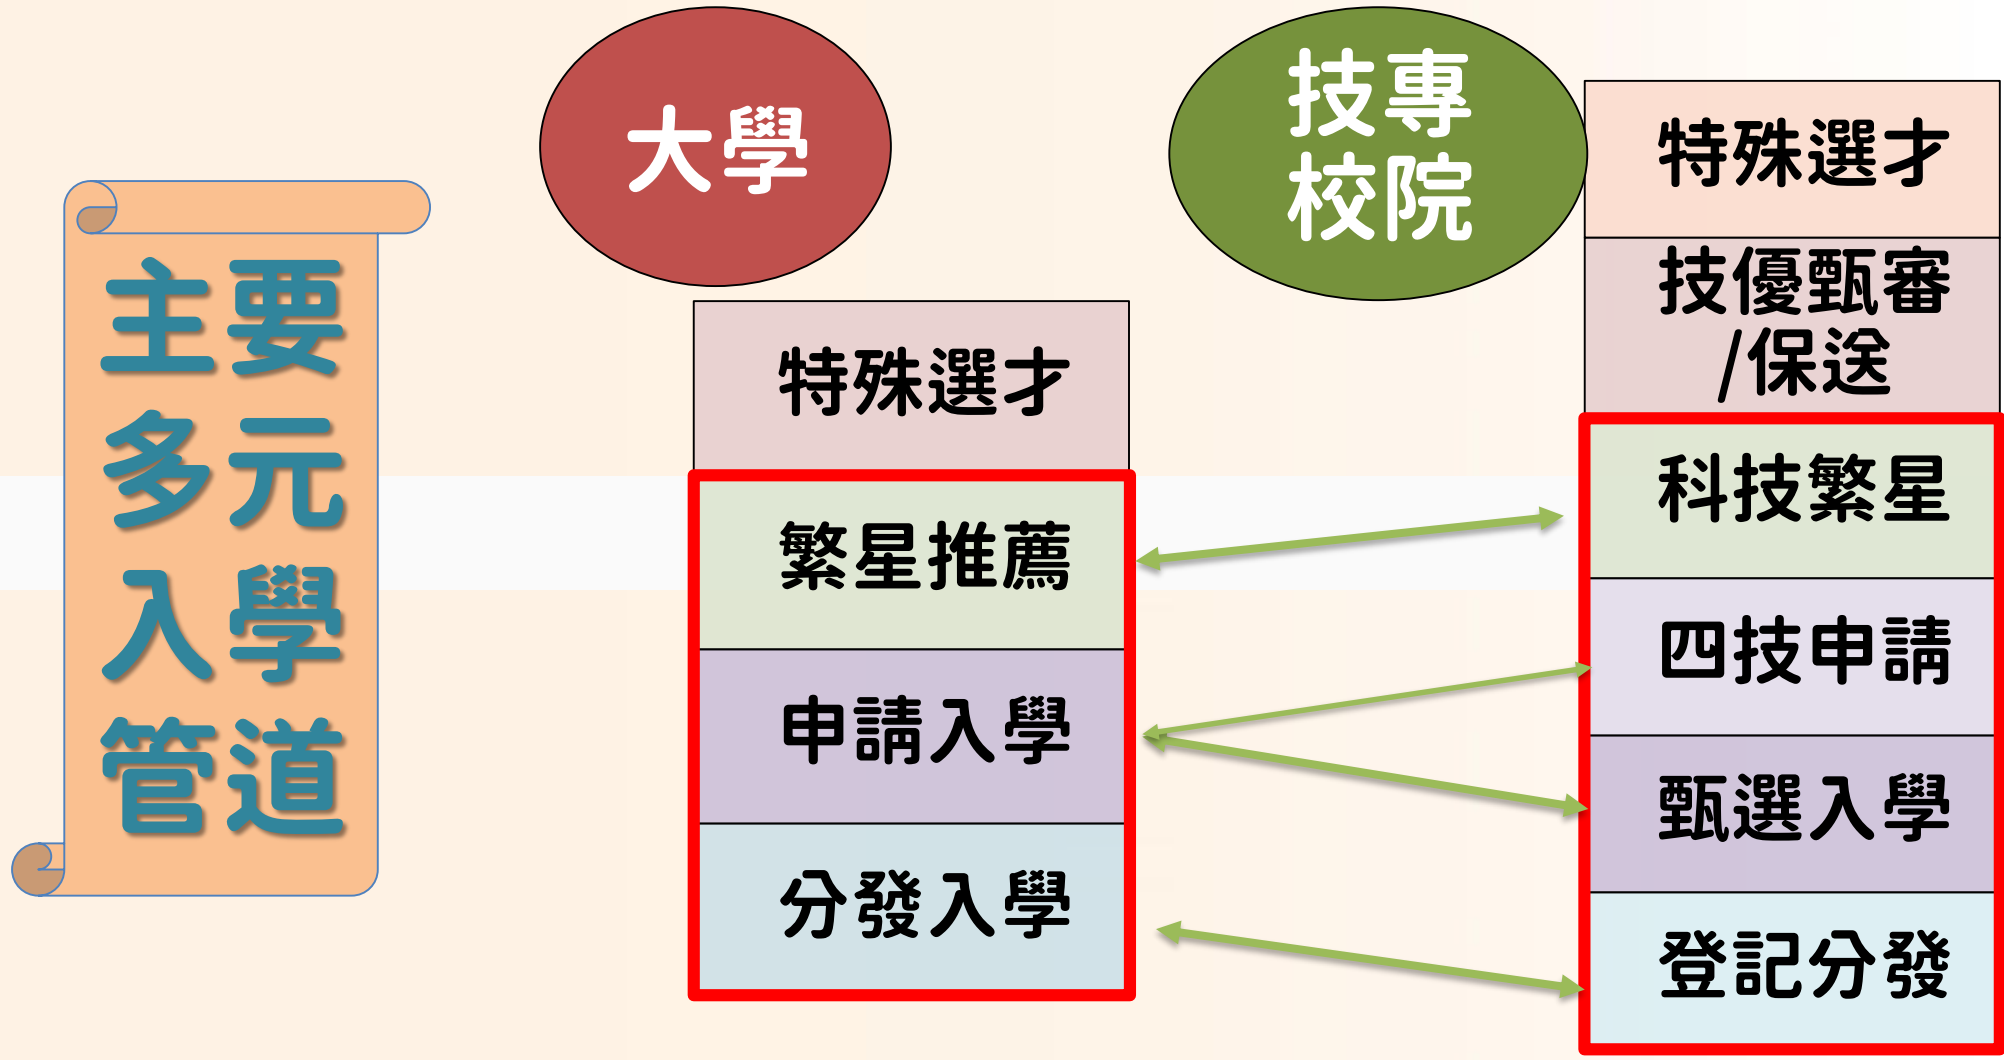 主要
多元
入學
管道
大學
特殊選才
繁星推薦
申請入學
分發入學
技專
校院
特殊選才
技優甄審
/保送
科技繁星
四技申請
甄選入學
登記分發